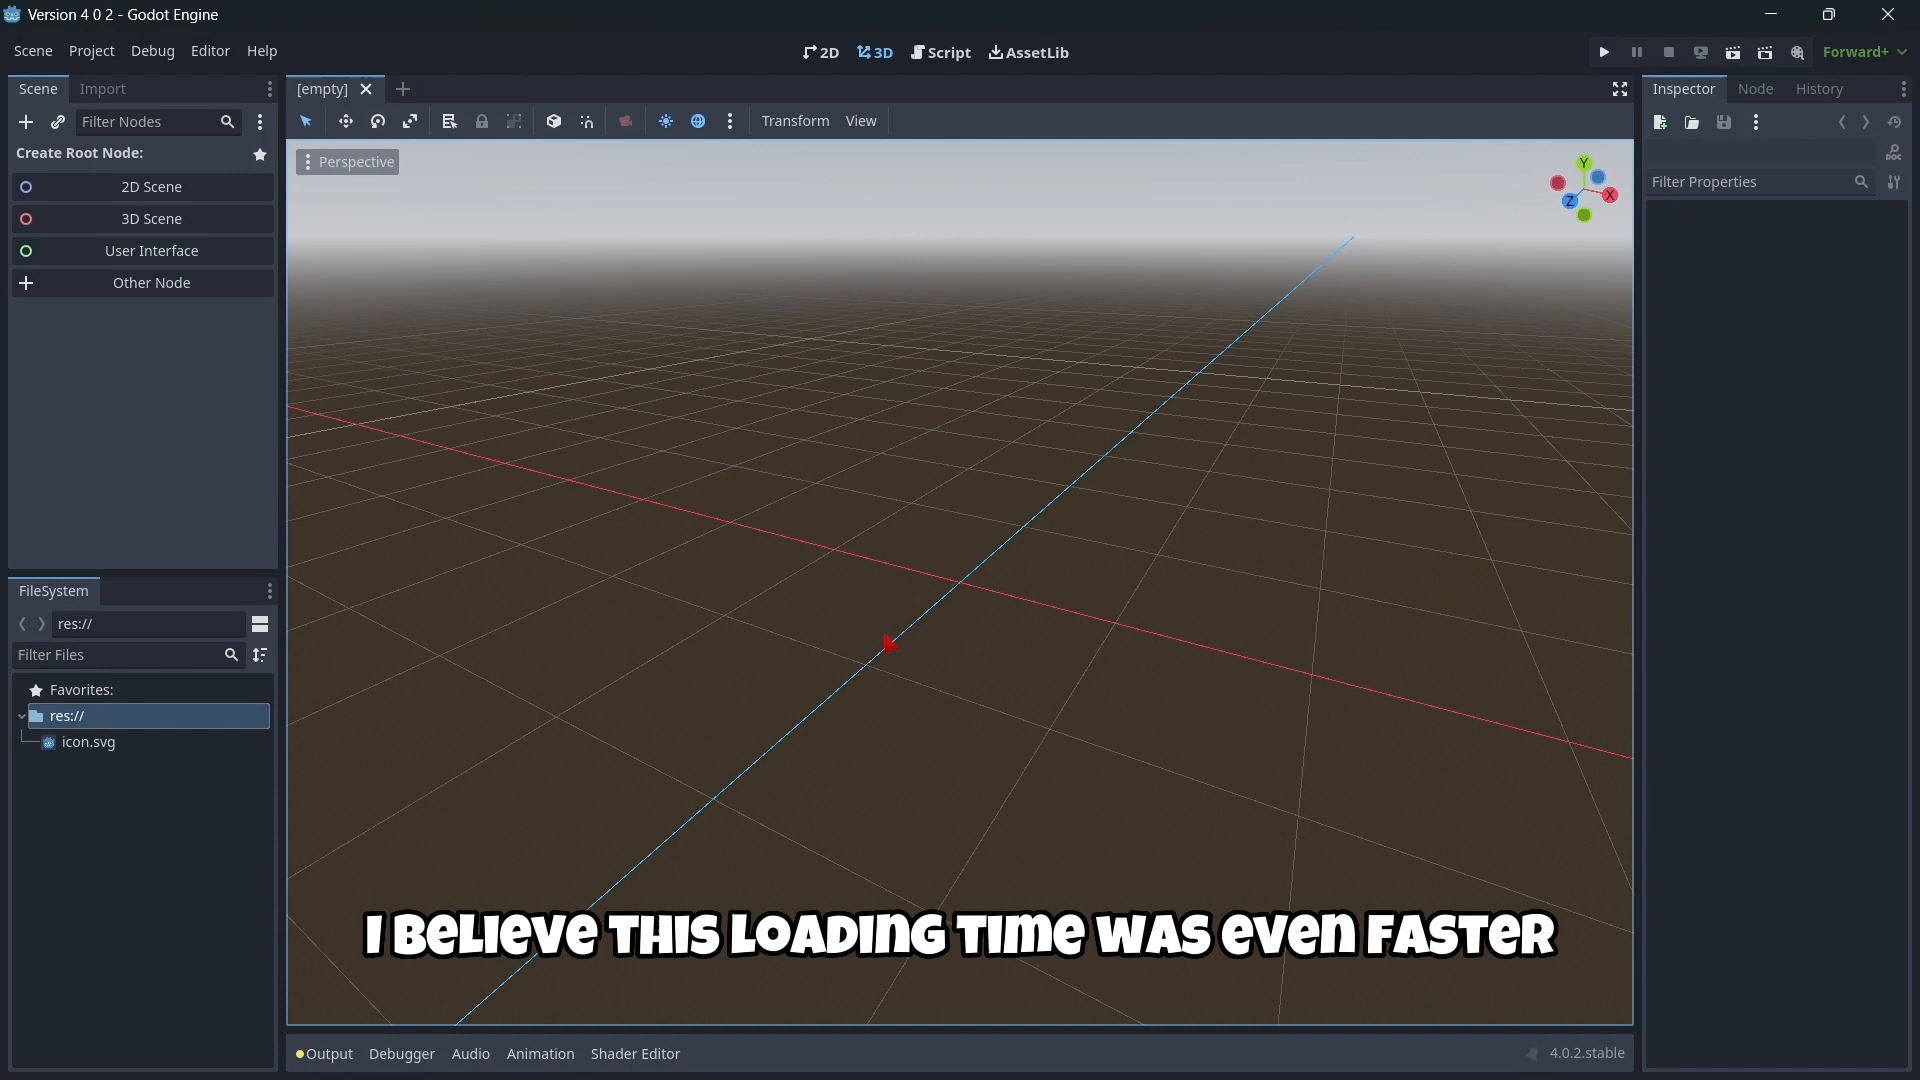 Version 4 0 2 - Godot Engine
Scene Project Debug Editor Help
2D 3D Script AssetLib
Forward+
Scene Import
[empty]
Inspector Node History
Filter Nodes
Transform View
Perspective
Y
X
Z
Create Root Node:
2D Scene
3D Scene
User Interface
Other Node
DOC
Filter Properties
FileSystem
res://
Filter Files
Favorites:
res://
icon.svg
I BELIEVE THIS LOADING TIME WAS EVEN FASTER
Output Debugger Audio Animation Shader Editor
4.0.2.stable